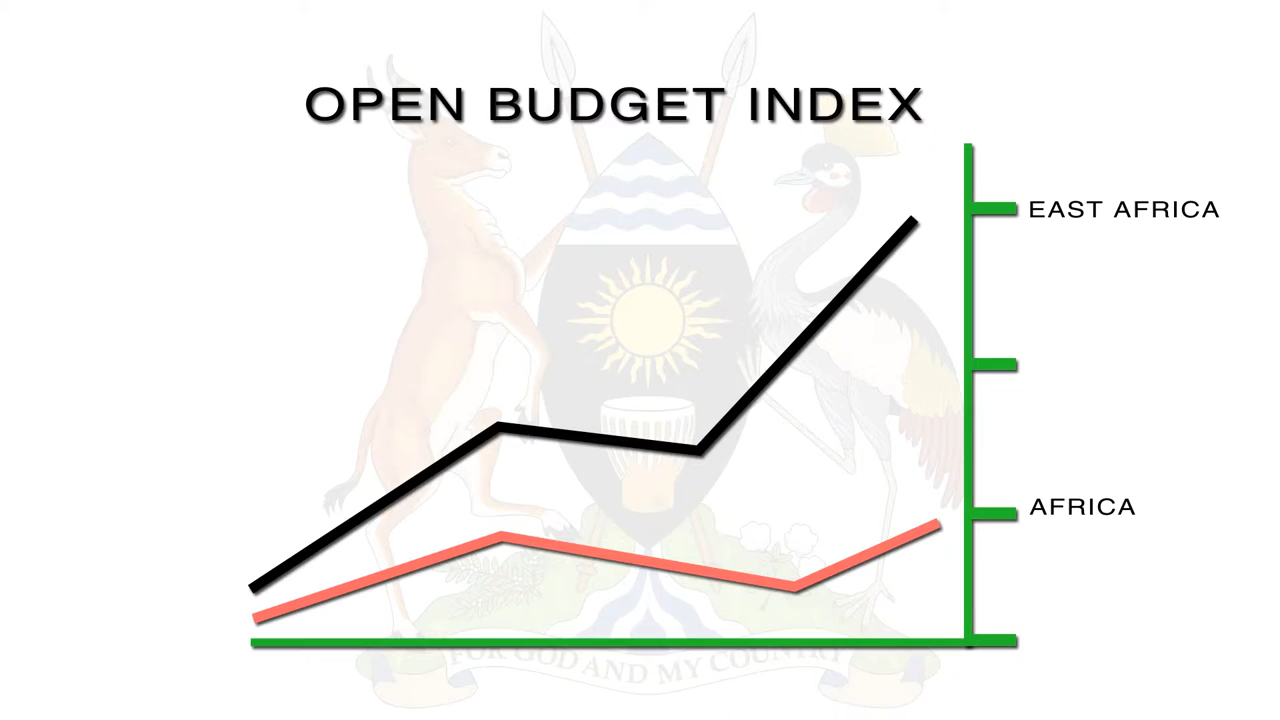 OPEN BUDGET INDEX
EAST AFRICA
AFRICA
FOR GOD AND MY COUNTRY